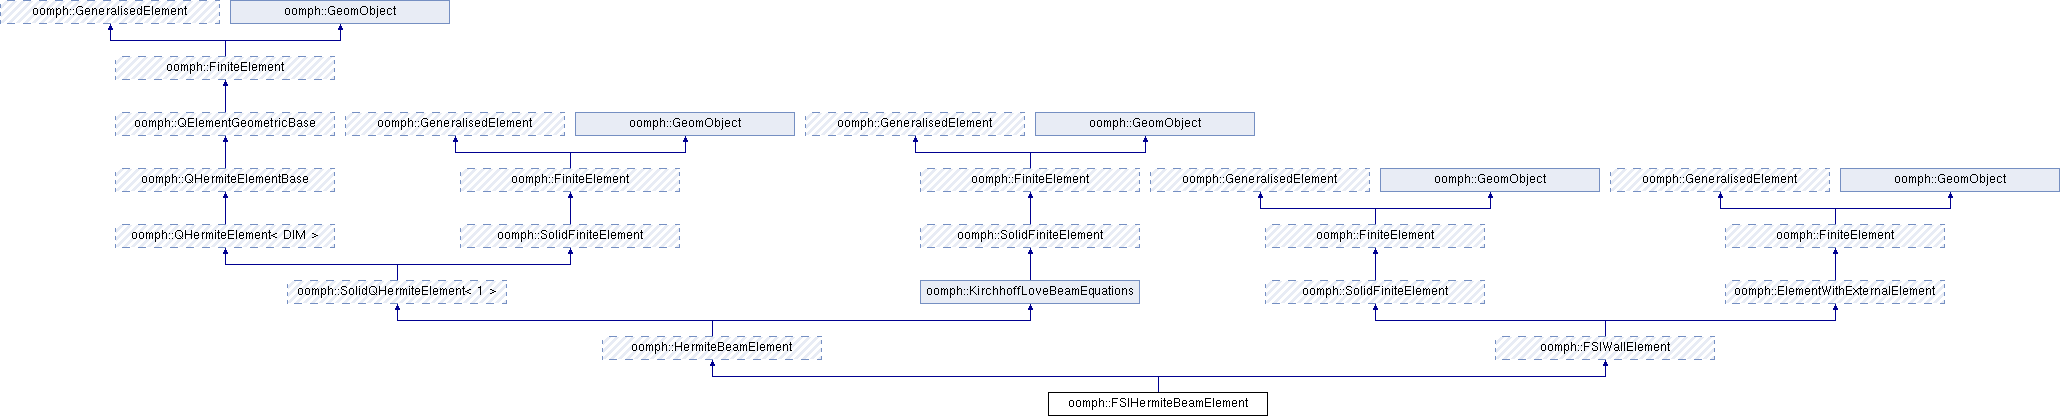 oomph::GeneralisedElement oomph::GeomObject
oomph::FiniteElement
oomph::QElementGeometricBase oomph::GeneralisedElement oomph::GeomObject oomph::GeneralisedElement oomph::GeomObject
oomph::QHermiteElementBase oomph::FiniteElement oomph::FiniteElement oomph::GeneralisedElement oomph::GeomObject oomph::GeneralisedElement oomph::GeomObject
oomph::QHermiteElement< DIM > oomph::SolidFiniteElement oomph::SolidFiniteElement oomph::FiniteElement oomph::FiniteElement
oomph::SolidQHermiteElement< 1 > oomph::KirchhoffLoveBeamEquations oomph::SolidFiniteElement oomph::ElementWithExternalElement
oomph::HermiteBeamElement oomph::FSIWallElement
oomph::FSIHermiteBeamElement